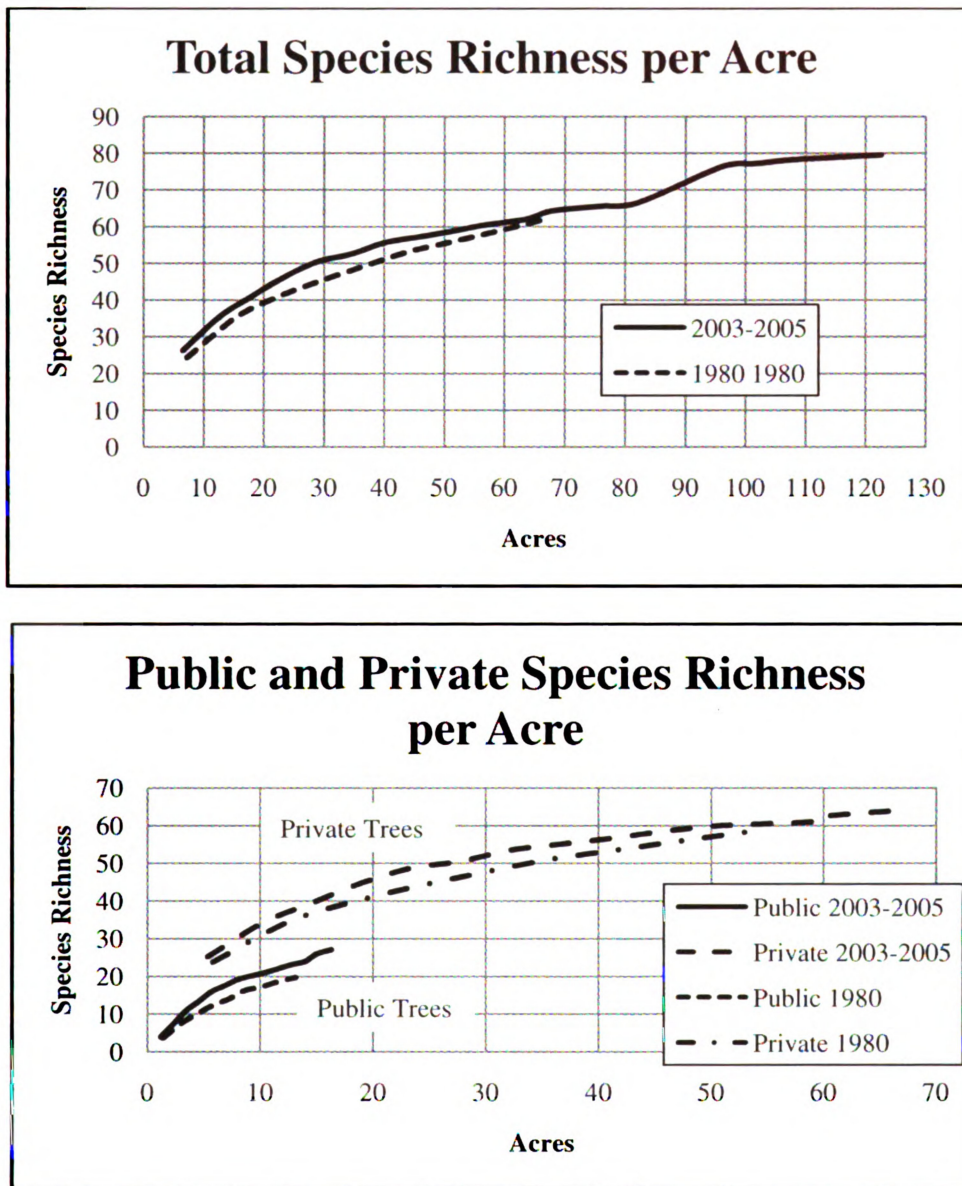 Total Species Richness per Acre
Species Richness
90
80
70
60
50
40
30
20
10
0
2003-2005
1980 1980
0 10 20 30 40 50 60 70 80 90 100 110 120 130
Acres
Public and Private Species Richness
per Acre
Species Richness
70
60
50
40
30
20
10
0
Private Trees
Public Trees
Public 2003-2005
Private 2003-2005
Public 1980
Private 1980
0 10 20 30 40 50 60 70
Acres